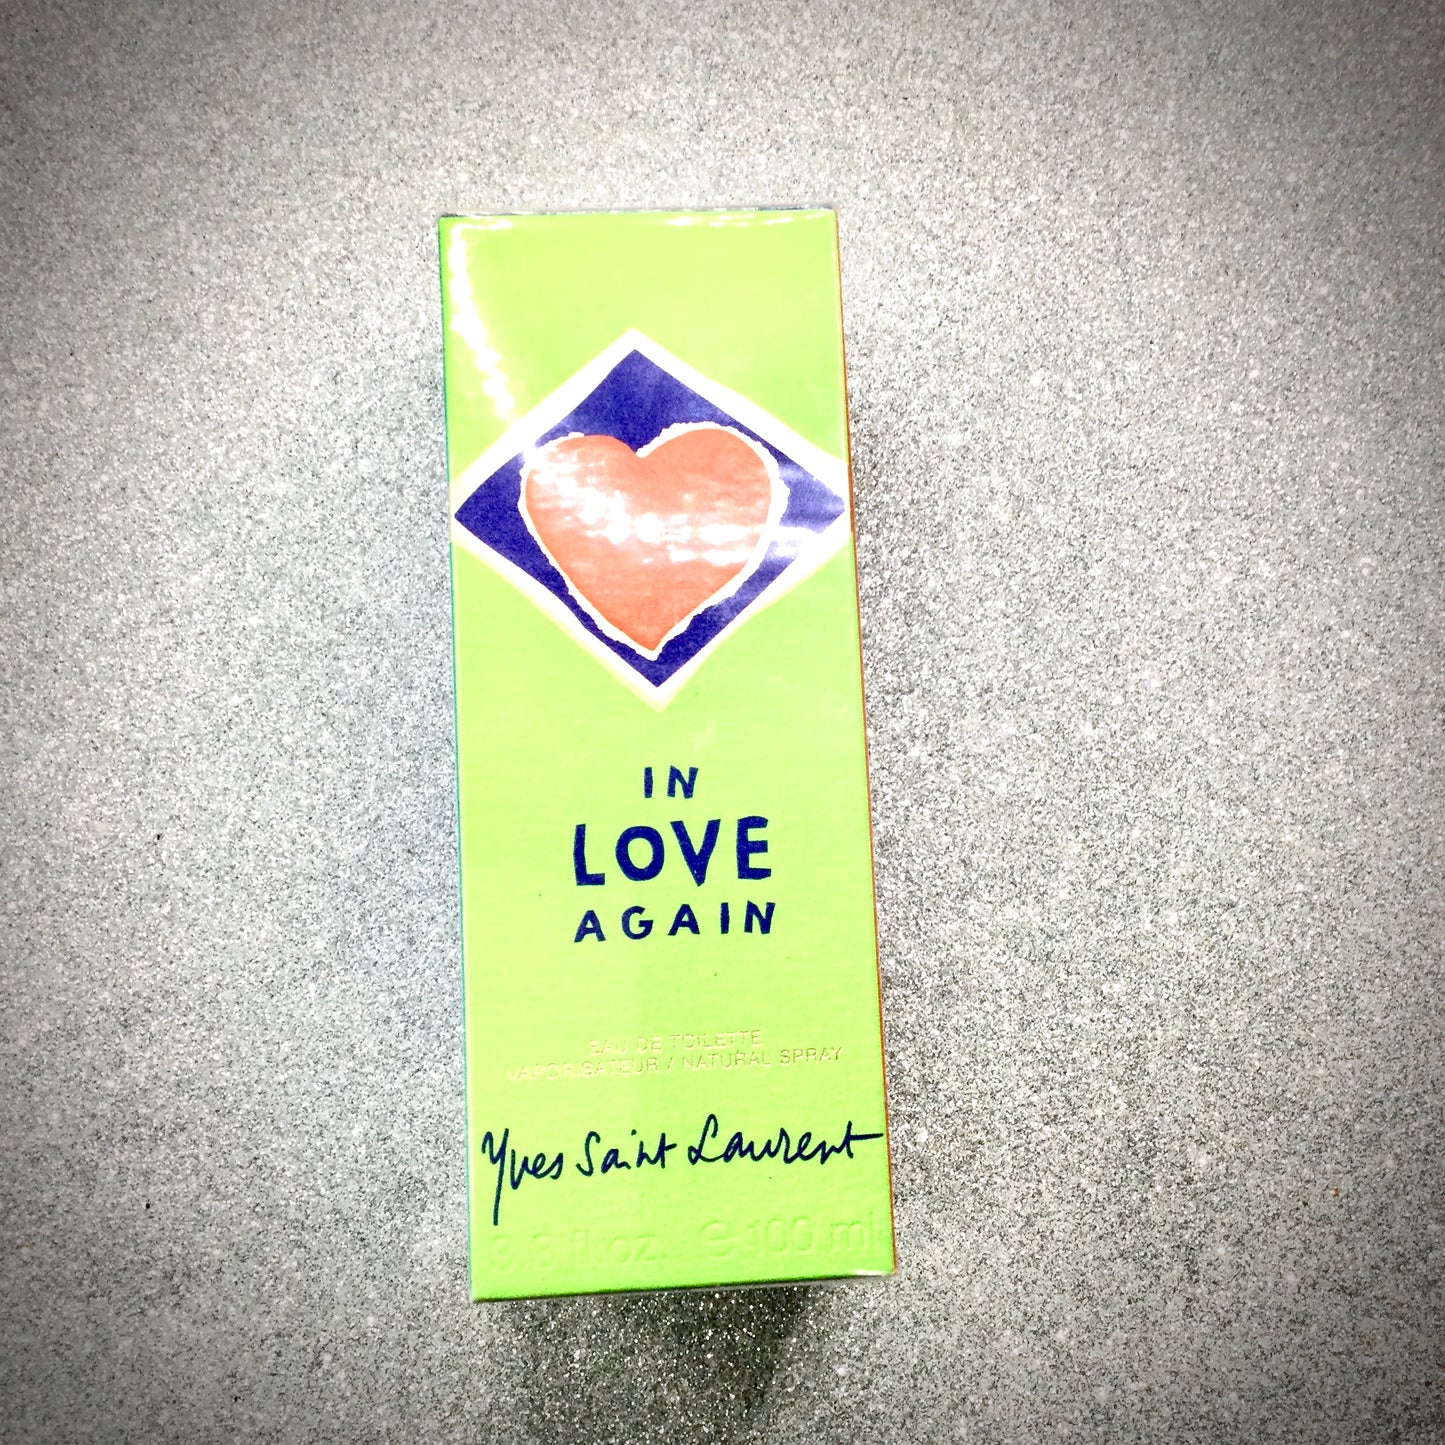 IN
LOVE
AGAIN
EAU DE TOILETTE
VAPORISATEUR / NATURAL SPRAY
Yves Saint Laurent
3.3 fl. oz. e 100 ml